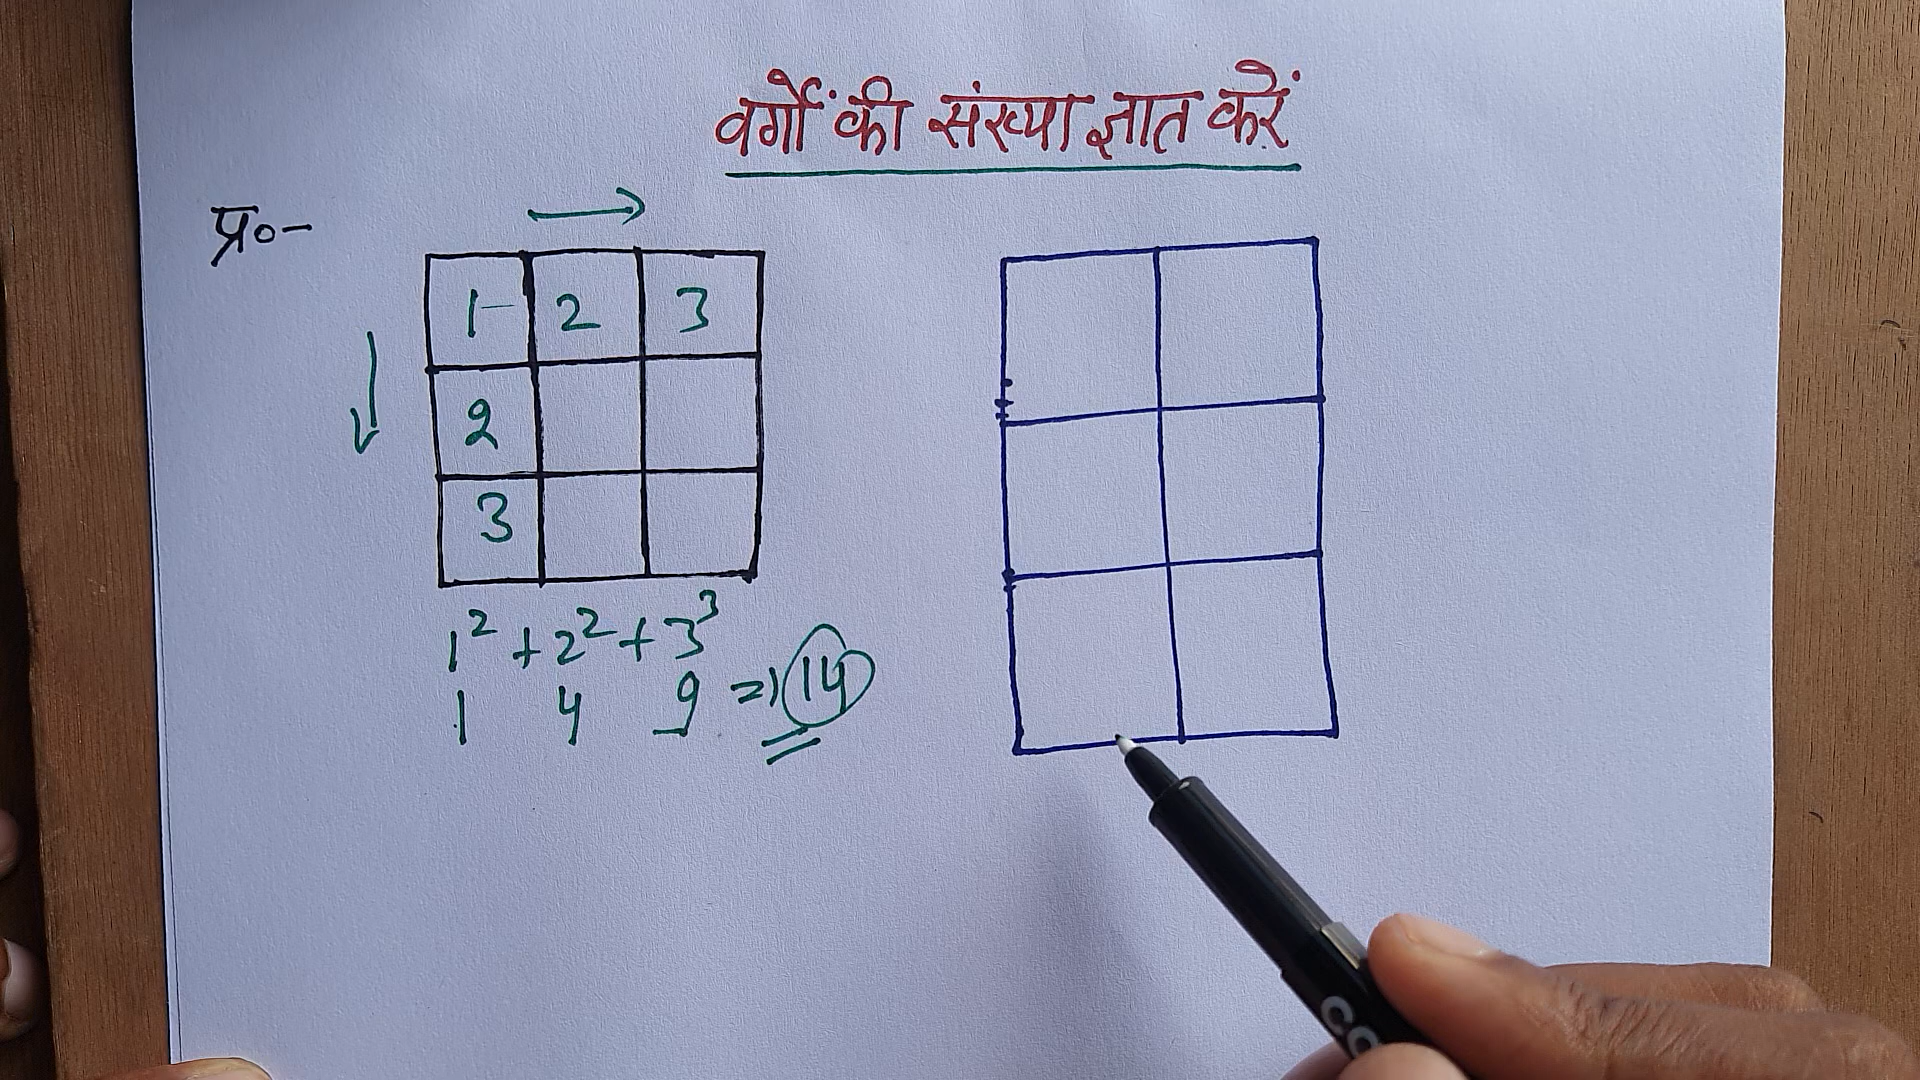 वर्गों की संख्या ज्ञात करें
प्र०-
1 2 3
2
3
1² + 2² + 3³
1 4 9 => 14